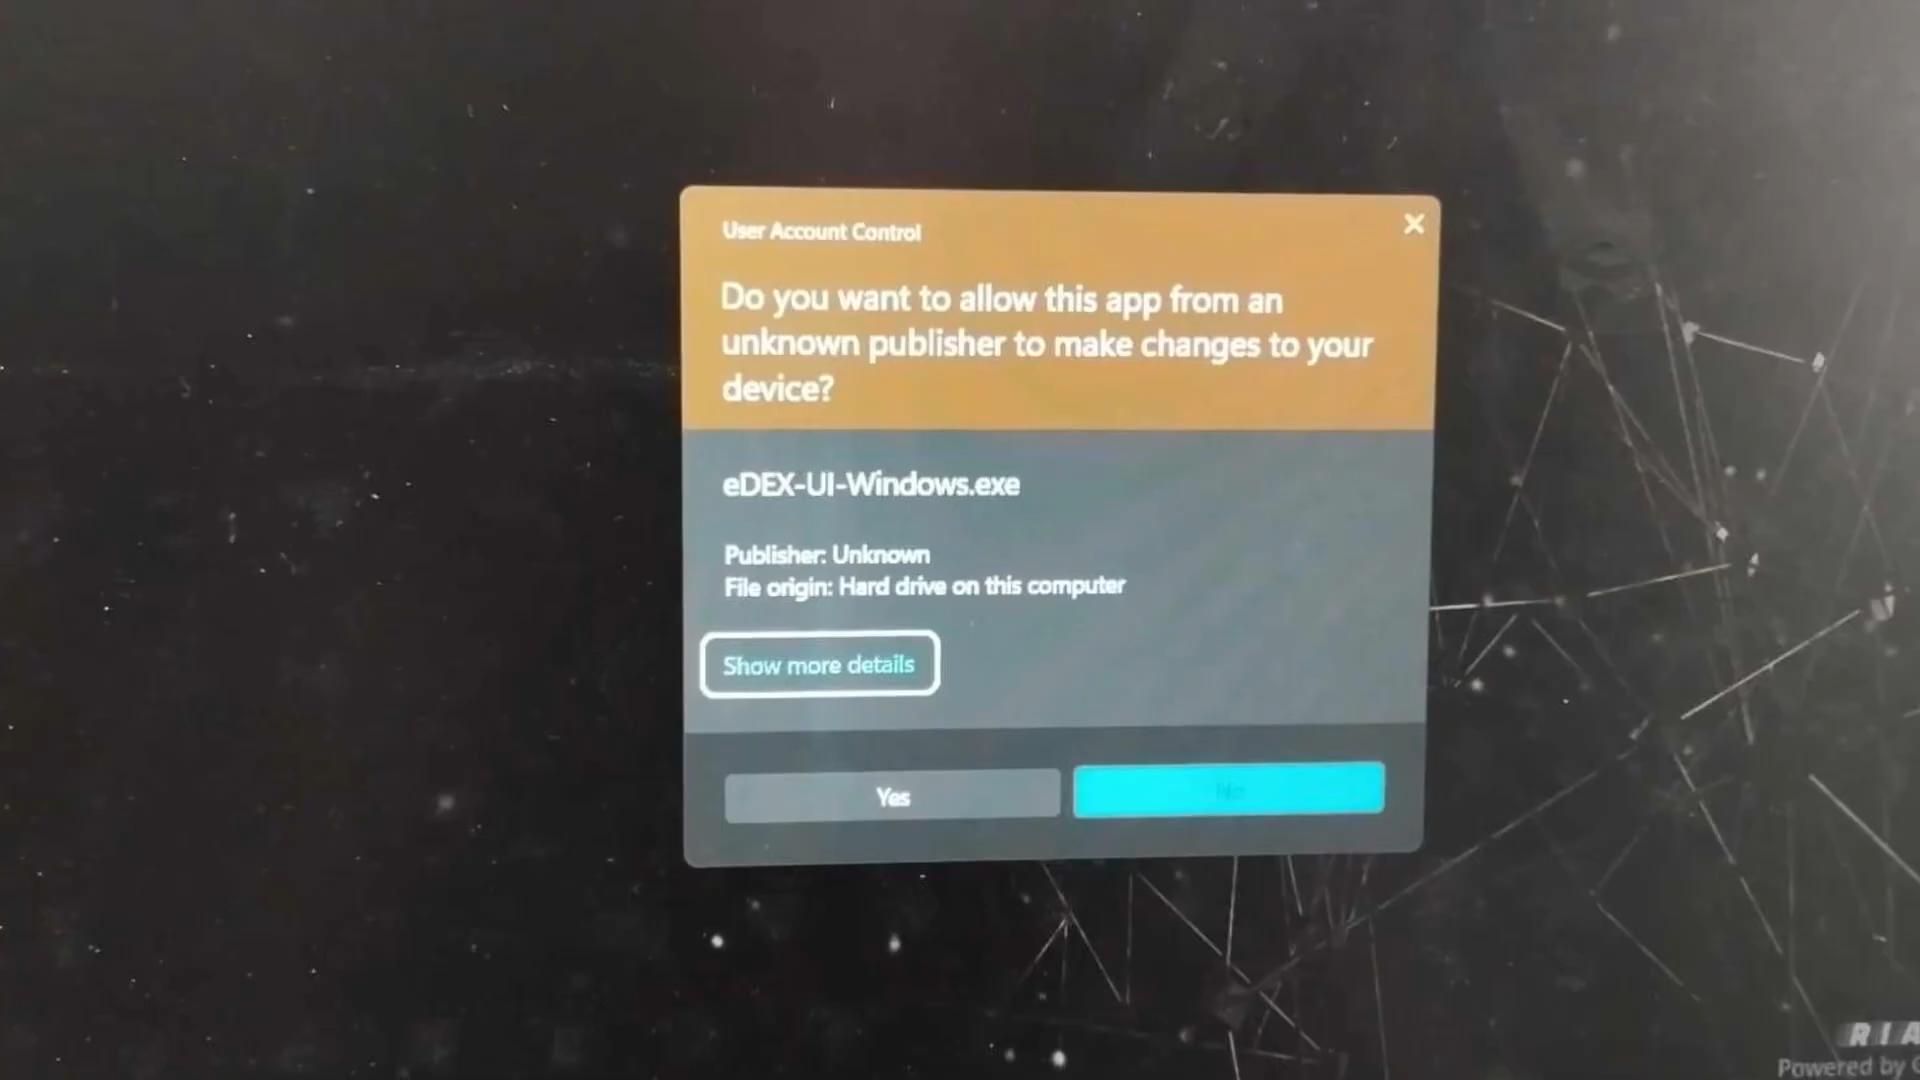 User Account Control
Do you want to allow this app from an
unknown publisher to make changes to your
device?
eDEX-UI-Windows.exe
Publisher: Unknown
File origin: Hard drive on this computer
Show more details
Yes
No
Powered by